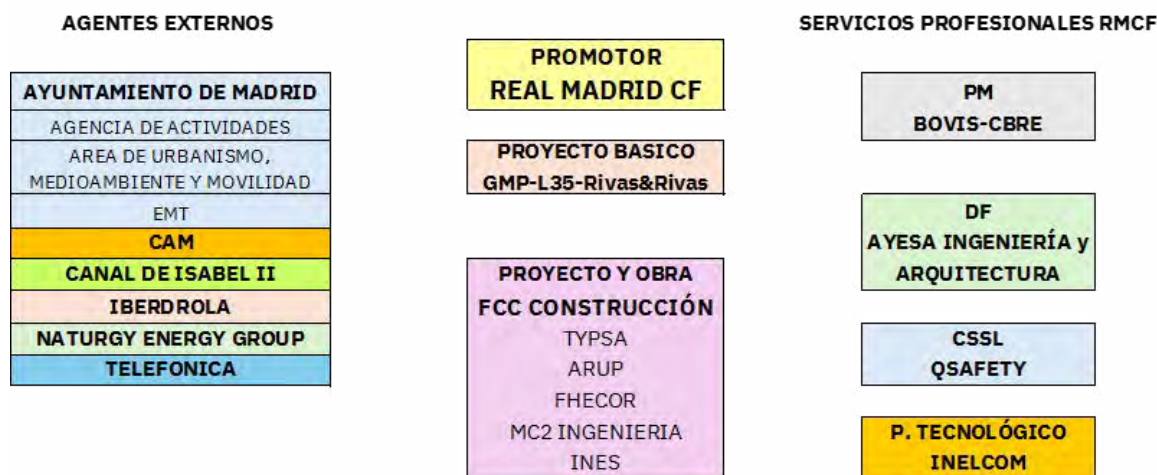 AGENTES EXTERNOS
AYUNTAMIENTO DE MADRID
AGENCIA DE ACTIVIDADES
AREA DE URBANISMO,
MEDIOAMBIENTE Y MOVILIDAD
EMT
CAM
CANAL DE ISABEL II
IBERDROLA
NATURGY ENERGY GROUP
TELEFONICA
PROMOTOR
REAL MADRID CF
PROYECTO BASICO
GMP-L35-Rivas&Rivas
PROYECTO Y OBRA
FCC CONSTRUCCIÓN
TYPSA
ARUP
FHECOR
MC2 INGENIERIA
INES
SERVICIOS PROFESIONALES RMCF
PM
BOVIS-CBRE
DF
AYESA INGENIERÍA y
ARQUITECTURA
CSSL
QSAFETY
P. TECNOLÓGICO
INELCOM